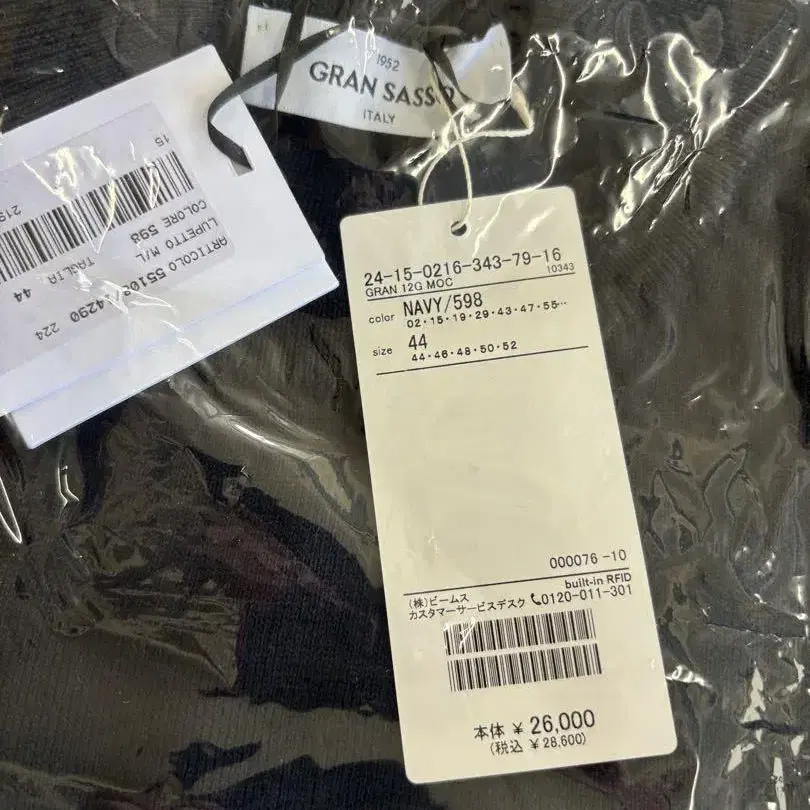 1952
GRAN SASSO
ITALY
ARTICOLO 
LUPETTO M/L
COLORE 598
TAGLIA 44
224
15
24-15-0216-343-79-16
GRAN 12G MOC 10343
color NAVY/598
02・15・19・29・43・47・55…
size 44
44・46・48・50・52
000076 -10
built-in RFID
(株)ビームス
カスタマーサービスデスク 0120-011-301
本体 ¥ 26,000
(税込 ¥ 28,600)